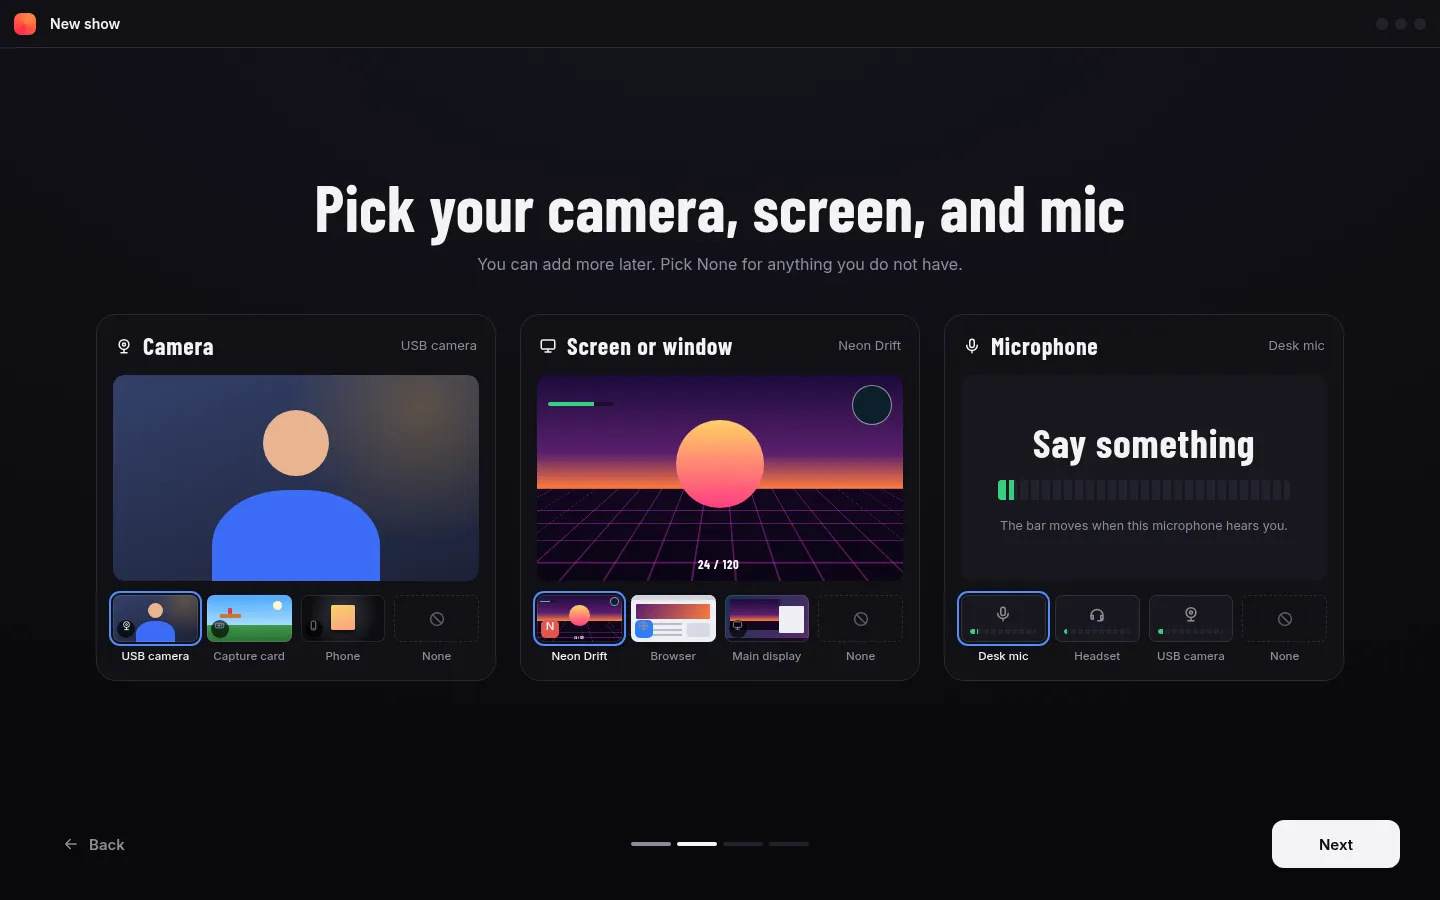 New show
Pick your camera, screen, and mic
You can add more later. Pick None for anything you do not have.
Camera
USB camera
Screen or window
Neon Drift
Microphone
Desk mic
24 / 120
Say something
The bar moves when this microphone hears you.
N
USB camera
Capture card
Phone
None
Neon Drift
Browser
Main display
None
Desk mic
Headset
USB camera
None
Back
Next